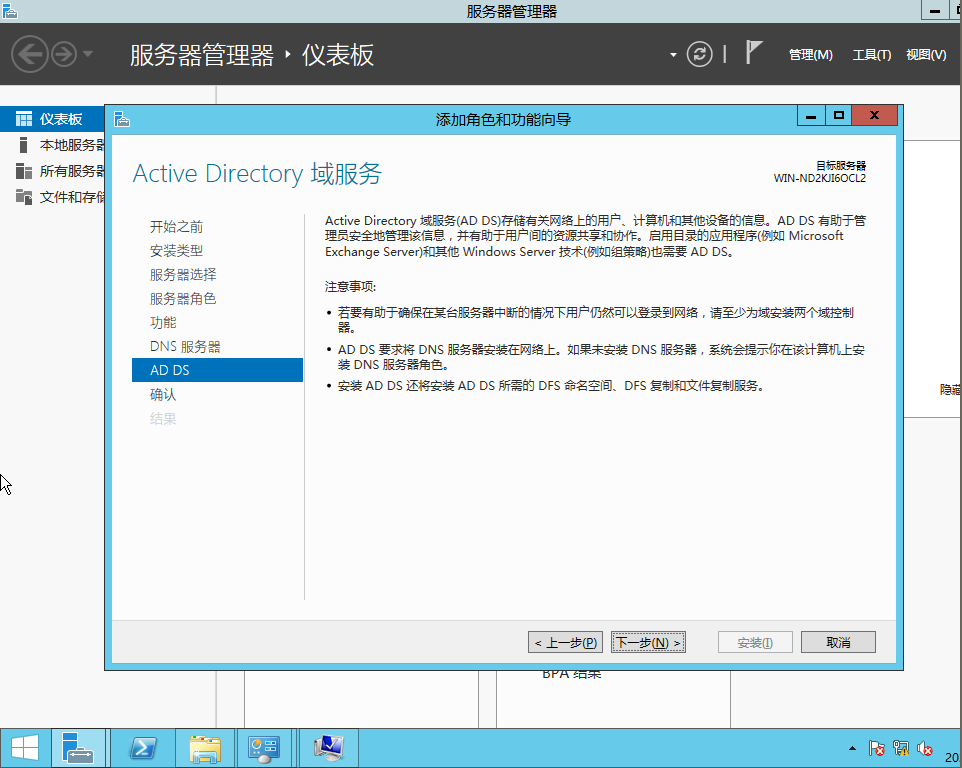 服务器管理器
服务器管理器 ‣ 仪表板
管理(M) 工具(T) 视图(V)
仪表板
本地服务器
所有服务器
文件和存储
添加角色和功能向导
Active Directory 域服务
目标服务器
WIN-ND2KJI6OCL2
开始之前
安装类型
服务器选择
服务器角色
功能
DNS 服务器
AD DS
确认
结果
Active Directory 域服务(AD DS)存储有关网络上的用户、计算机和其他设备的信息。AD DS 有助于管
理员安全地管理该信息，并有助于用户间的资源共享和协作。启用目录的应用程序(例如 Microsoft
Exchange Server)和其他 Windows Server 技术(例如组策略)也需要 AD DS。
注意事项:
• 若要有助于确保在某台服务器中断的情况下用户仍然可以登录到网络，请至少为域安装两个域控制
器。
• AD DS 要求将 DNS 服务器安装在网络上。如果未安装 DNS 服务器，系统会提示你在该计算机上安
装 DNS 服务器角色。
• 安装 AD DS 还将安装 AD DS 所需的 DFS 命名空间、DFS 复制和文件复制服务。
隐藏
< 上一步(P) 下一步(N) > 安装(I) 取消
BPA 结果
20